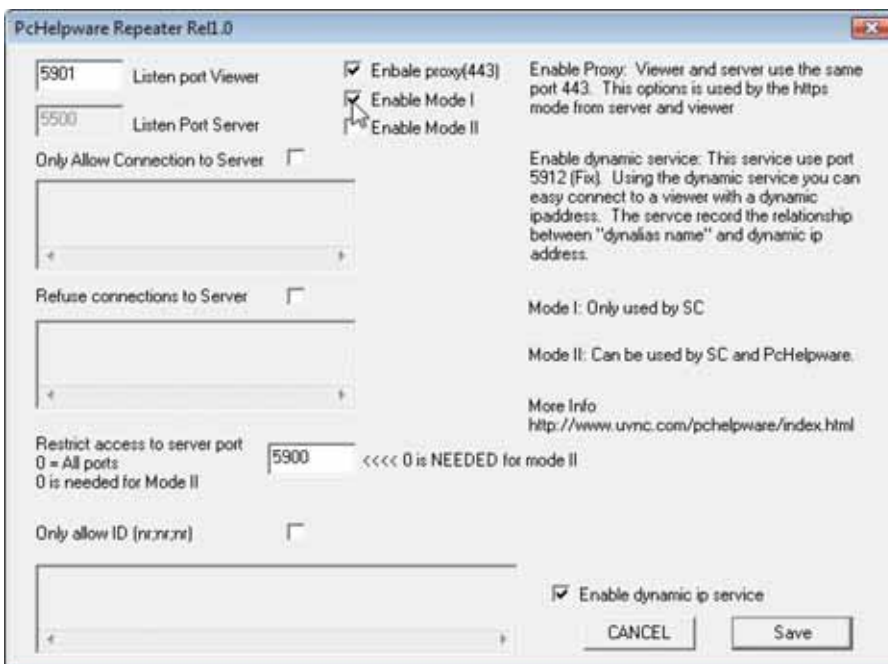 PcHelpware Repeater Rel1.0
5901 Listen port Viewer
5500 Listen Port Server
Enbale proxy(443)
Enable Mode I
Enable Mode II
Enable Proxy: Viewer and server use the same
port 443. This options is used by the https
mode from server and viewer
Only Allow Connection to Server
Enable dynamic service: This service use port
5912 (Fix). Using the dynamic service you can
easy connect to a viewer with a dynamic
ipaddress. The servce record the relationship
between "dynalias name" and dynamic ip
address.
Refuse connections to Server
Mode I: Only used by SC
Mode II: Can be used by SC and PcHelpware.
More Info
http://www.uvnc.com/pchelpware/index.html
Restrict access to server port
0 = All ports
0 is needed for Mode II
5900 <<<< 0 is NEEDED for mode II
Only allow ID (nr;nr;nr)
Enable dynamic ip service
CANCEL
Save